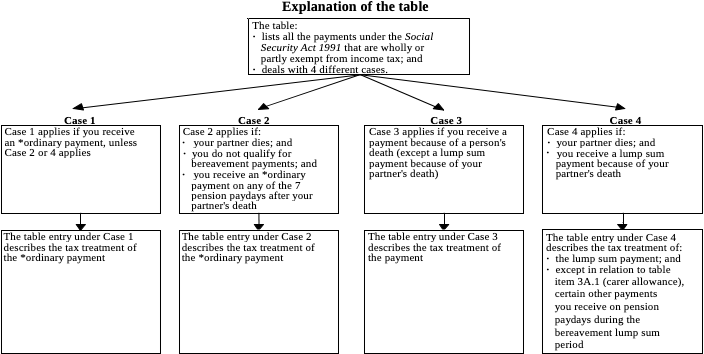 Explanation of the table
The table:
· lists all the payments under the Social
Security Act 1991 that are wholly or
partly exempt from income tax; and
· deals with 4 different cases.
Case 1
Case 1 applies if you receive
an *ordinary payment, unless
Case 2 or 4 applies
Case 2
Case 2 applies if:
· your partner dies; and
· you do not qualify for
bereavement payments; and
· you receive an *ordinary
payment on any of the 7
pension paydays after your
partner's death
Case 3
Case 3 applies if you receive a
payment because of a person's
death (except a lump sum
payment because of your
partner's death)
Case 4
Case 4 applies if:
· your partner dies; and
· you receive a lump sum
payment because of your
partner's death
The table entry under Case 1
describes the tax treatment of
the *ordinary payment
The table entry under Case 2
describes the tax treatment of
the *ordinary payment
The table entry under Case 3
describes the tax treatment of
the payment
The table entry under Case 4
describes the tax treatment of:
· the lump sum payment; and
· except in relation to table
item 3A.1 (carer allowance),
certain other payments
you receive on pension
paydays during the
bereavement lump sum
period